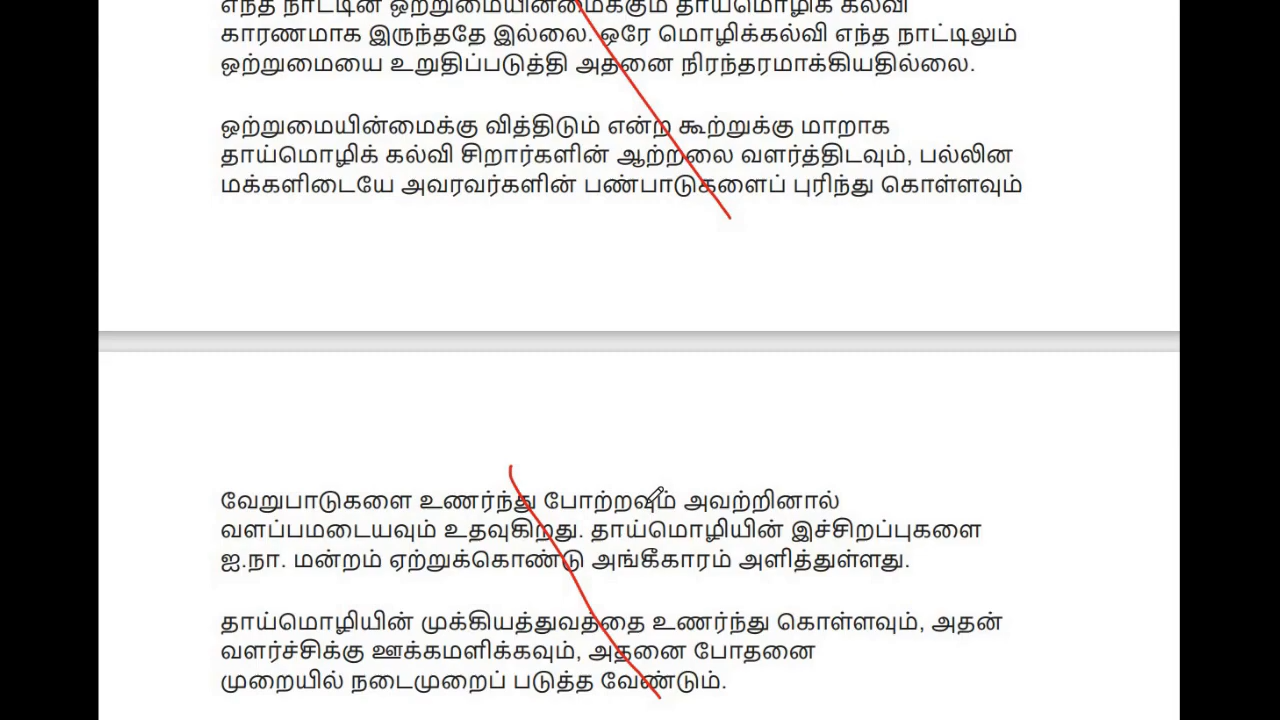 எந்த நாட்டின் ஒற்றுமையின்மைக்கும் தாய்மொழிக் கல்வி
காரணமாக இருந்ததே இல்லை. ஒரே மொழிக்கல்வி எந்த நாட்டிலும்
ஒற்றுமையை உறுதிப்படுத்தி அதனை நிரந்தரமாக்கியதில்லை.
ஒற்றுமையின்மைக்கு வித்திடும் என்ற கூற்றுக்கு மாறாக
தாய்மொழிக் கல்வி சிறார்களின் ஆற்றலை வளர்த்திடவும், பல்லின
மக்களிடையே அவரவர்களின் பண்பாடுகளைப் புரிந்து கொள்ளவும்
வேறுபாடுகளை உணர்ந்து போற்றவும் அவற்றினால்
வளப்பமடையவும் உதவுகிறது. தாய்மொழியின் இச்சிறப்புகளை
ஐ.நா. மன்றம் ஏற்றுக்கொண்டு அங்கீகாரம் அளித்துள்ளது.
தாய்மொழியின் முக்கியத்துவத்தை உணர்ந்து கொள்ளவும், அதன்
வளர்ச்சிக்கு ஊக்கமளிக்கவும், அதனை போதனை
முறையில் நடைமுறைப் படுத்த வேண்டும்.